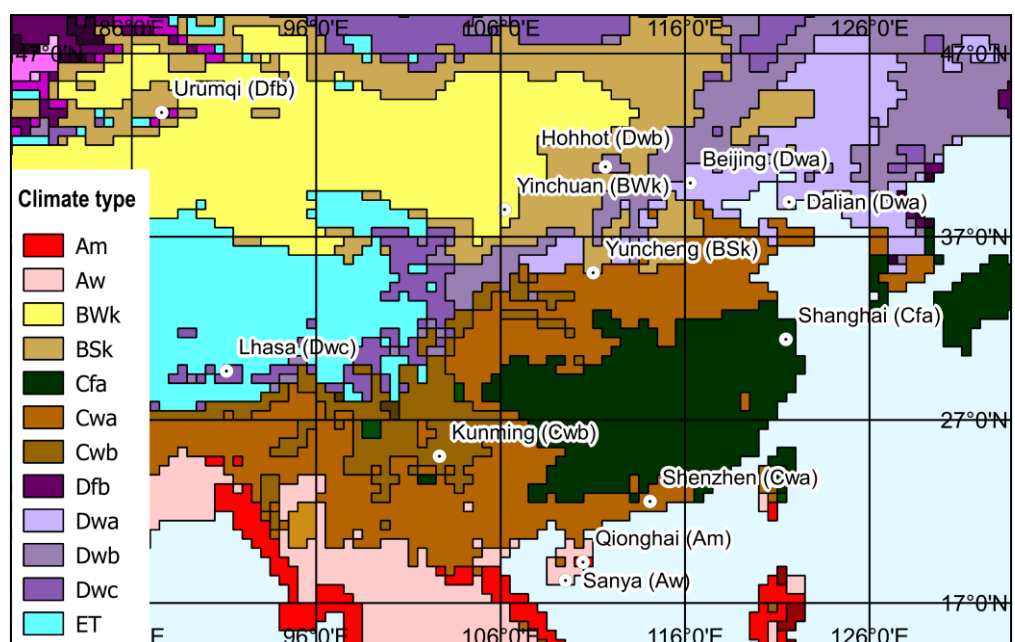 86°0'E 96°0'E 106°0'E 116°0'E 126°0'E
47°0'N 47°0'N
Urumqi (Dfb)
Hohhot (Dwb)
Beijing (Dwa)
Yinchuan (BWk)
Dalian (Dwa)
37°0'N
Yuncheng (BSk)
Shanghai (Cfa)
Lhasa (Dwc)
27°0'N
Kunming (Cwb)
Shenzhen (Cwa)
Qionghai (Am)
Sanya (Aw)
17°0'N
E 96°0'E 106°0'E 116°0'E 126°0'E
Climate type
Am
Aw
BWk
BSk
Cfa
Cwa
Cwb
Dfb
Dwa
Dwb
Dwc
ET